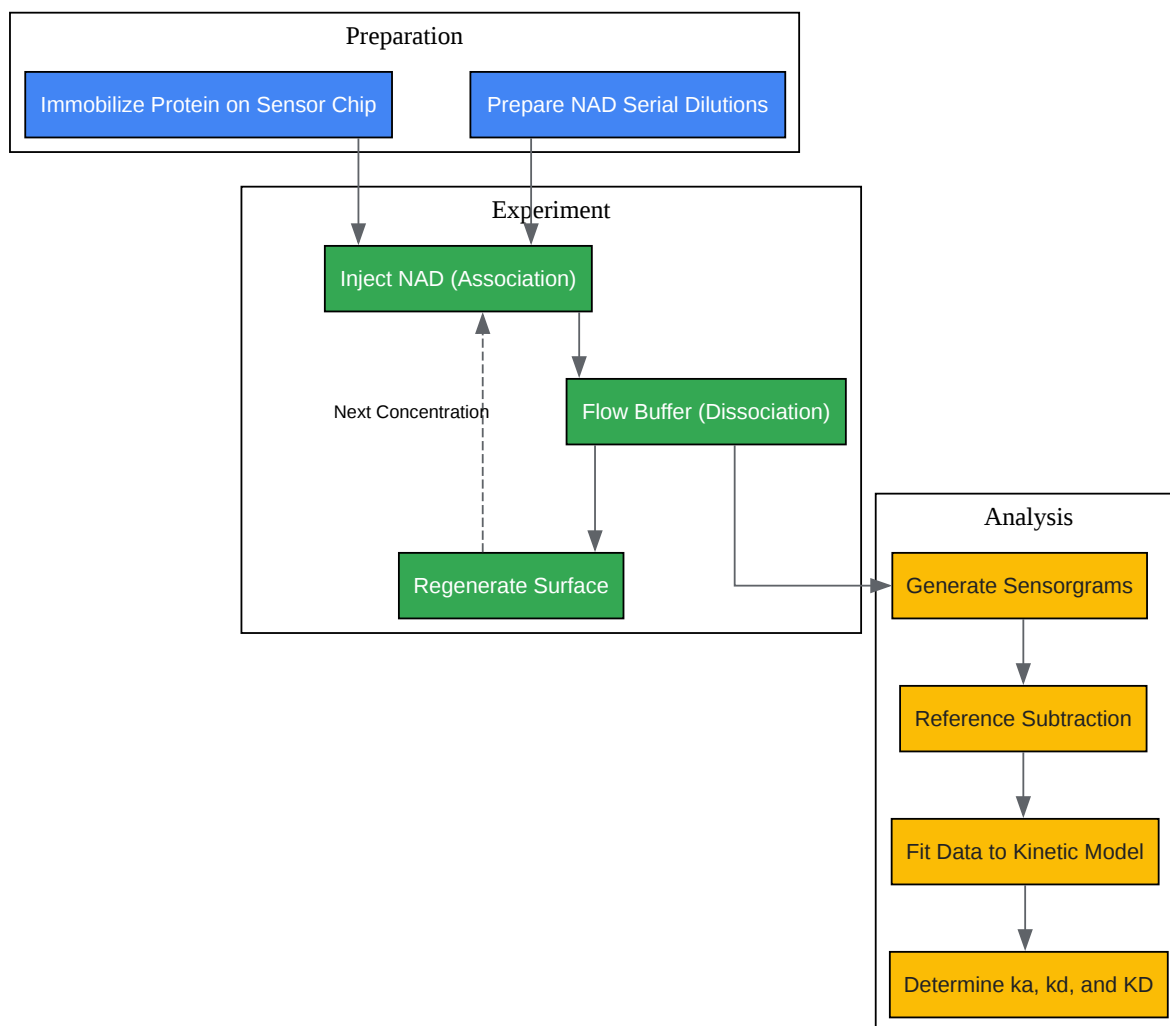 Preparation
Immobilize Protein on Sensor Chip
Prepare NAD Serial Dilutions
Experiment
Inject NAD (Association)
Flow Buffer (Dissociation)
Next Concentration
Regenerate Surface
Analysis
Generate Sensorgrams
Reference Subtraction
Fit Data to Kinetic Model
Determine ka, kd, and KD